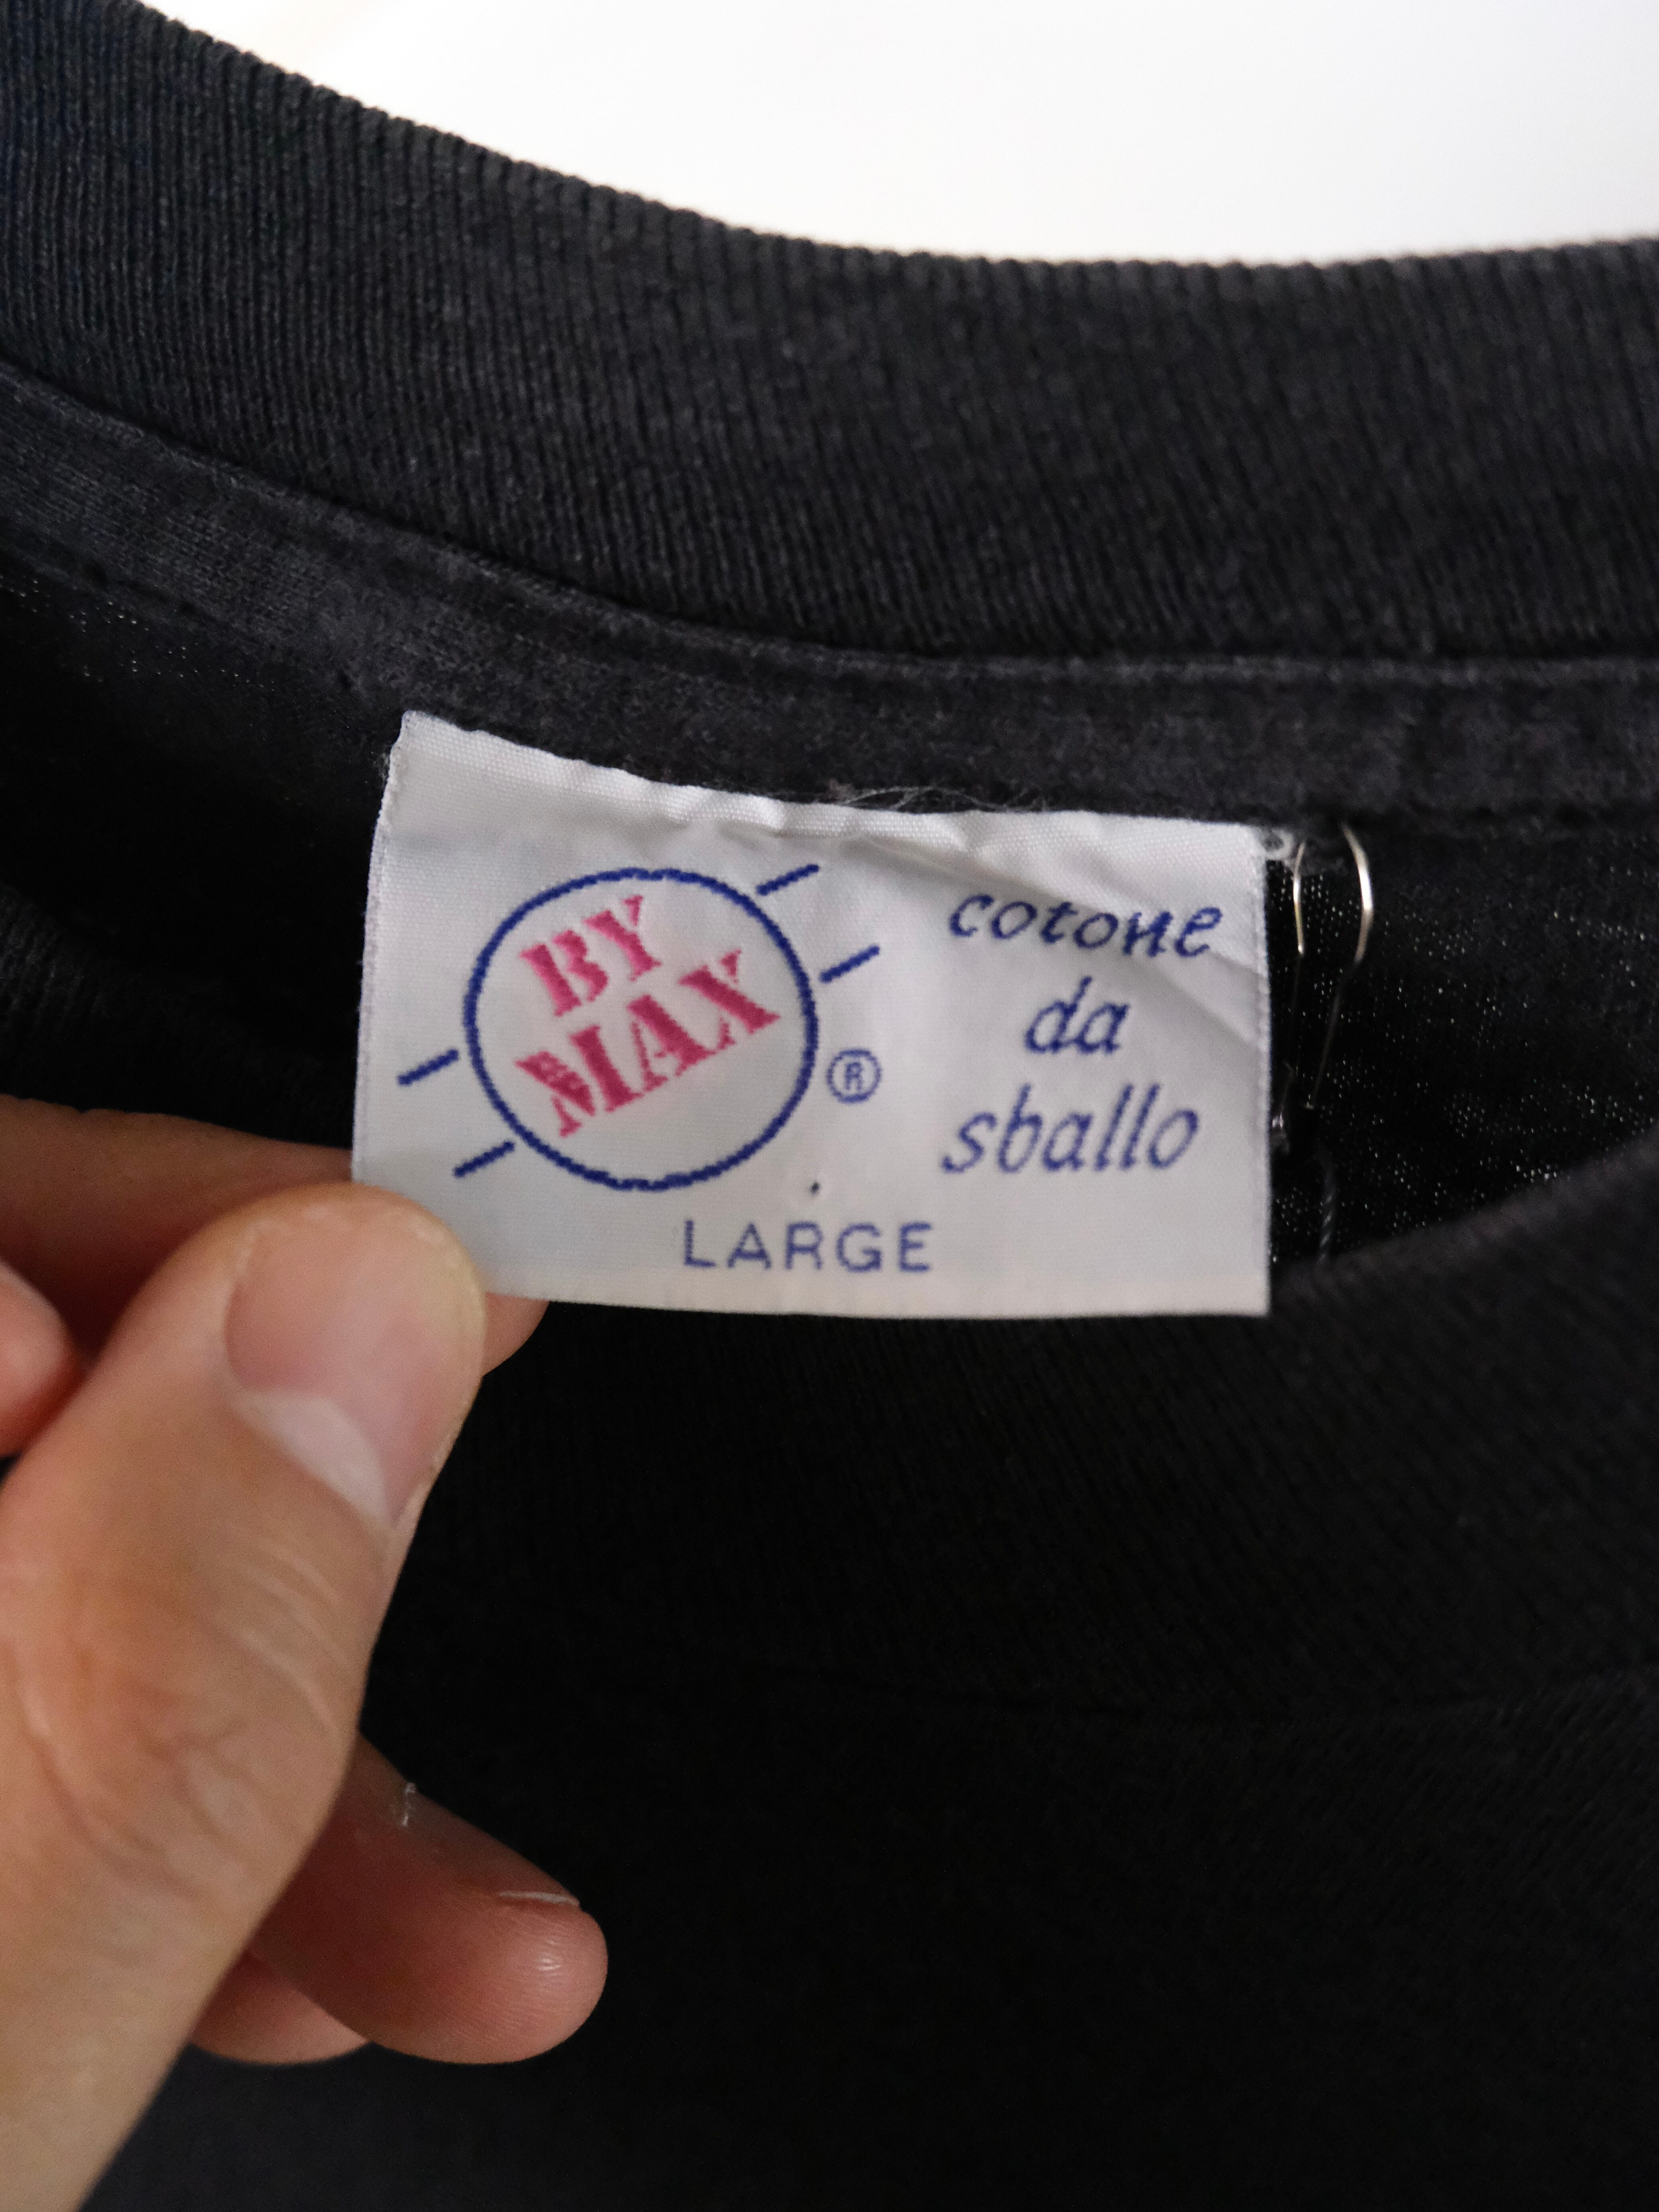 BY
MAX
®
cotone
da
sballo
LARGE